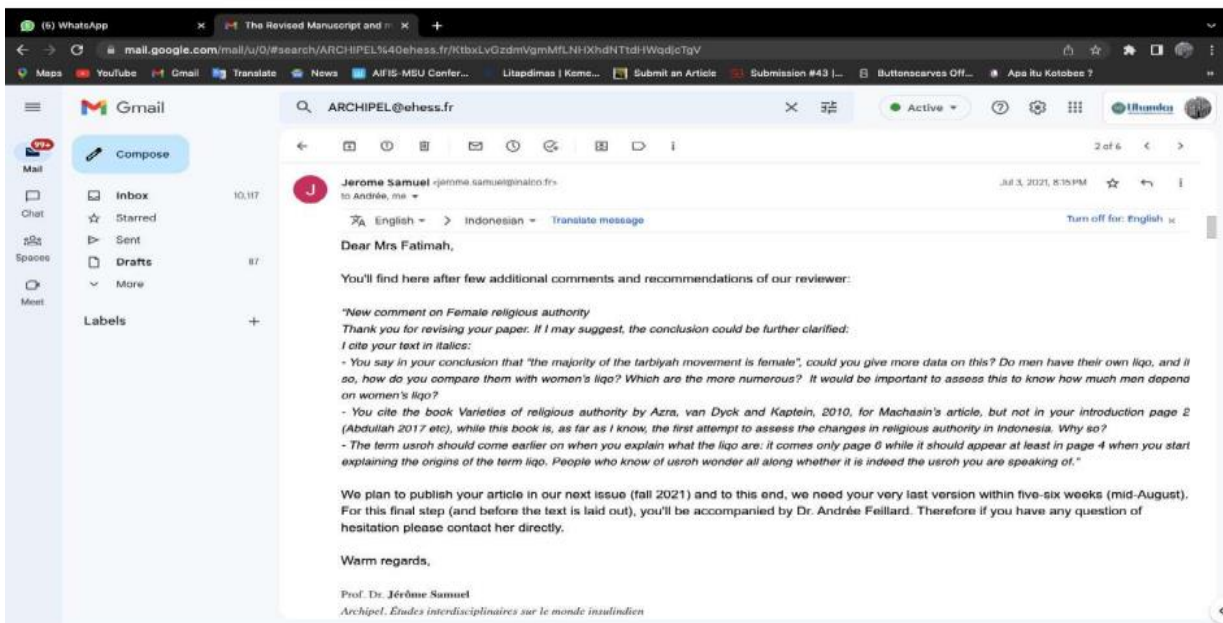 (6) WhatsApp
The Revised Manuscript and m
mail.google.com/mail/u/0/#search/ARCHIPEL%40ehess.fr/KtbxLvGzdmVgmMfLNHXhdNTtdHWqdjcTgV
Maps YouTube Gmail Translate News AIFIS-MSU Confer... Litapdimas | Keme... Submit an Article Submission #43 |... Buttonscarves Off... Apa itu Kotobee ?
Gmail
ARCHIPEL@ehess.fr
Active
Uhamka
99+
Mail
Compose
2 of 6
Chat
Spaces
Meet
Inbox 10,117
Starred
Sent
Drafts 87
More
Labels
Jerome Samuel <jerome.samuel@inalco.fr>
Jul 3, 2021, 8:15 PM
to Andrée, me
English > Indonesian Translate message
Turn off for: English
Dear Mrs Fatimah,
You'll find here after few additional comments and recommendations of our reviewer:
"New comment on Female religious authority
Thank you for revising your paper. If I may suggest, the conclusion could be further clarified:
I cite your text in italics:
- You say in your conclusion that "the majority of the tarbiyah movement is female", could you give more data on this? Do men have their own liqo, and if
so, how do you compare them with women's liqo? Which are the more numerous? It would be important to assess this to know how much men depend
on women's liqo?
- You cite the book Varieties of religious authority by Azra, van Dyck and Kaptein, 2010, for Machasin's article, but not in your introduction page 2
(Abdullah 2017 etc), while this book is, as far as I know, the first attempt to assess the changes in religious authority in Indonesia. Why so?
- The term usroh should come earlier on when you explain what the liqo are: it comes only page 6 while it should appear at least in page 4 when you start
explaining the origins of the term liqo. People who know of usroh wonder all along whether it is indeed the usroh you are speaking of."
We plan to publish your article in our next issue (fall 2021) and to this end, we need your very last version within five-six weeks (mid-August).
For this final step (and before the text is laid out), you'll be accompanied by Dr. Andrée Feillard. Therefore if you have any question of
hesitation please contact her directly.
Warm regards,
Prof. Dr. Jérôme Samuel
Archipel. Études interdisciplinaires sur le monde insulindien